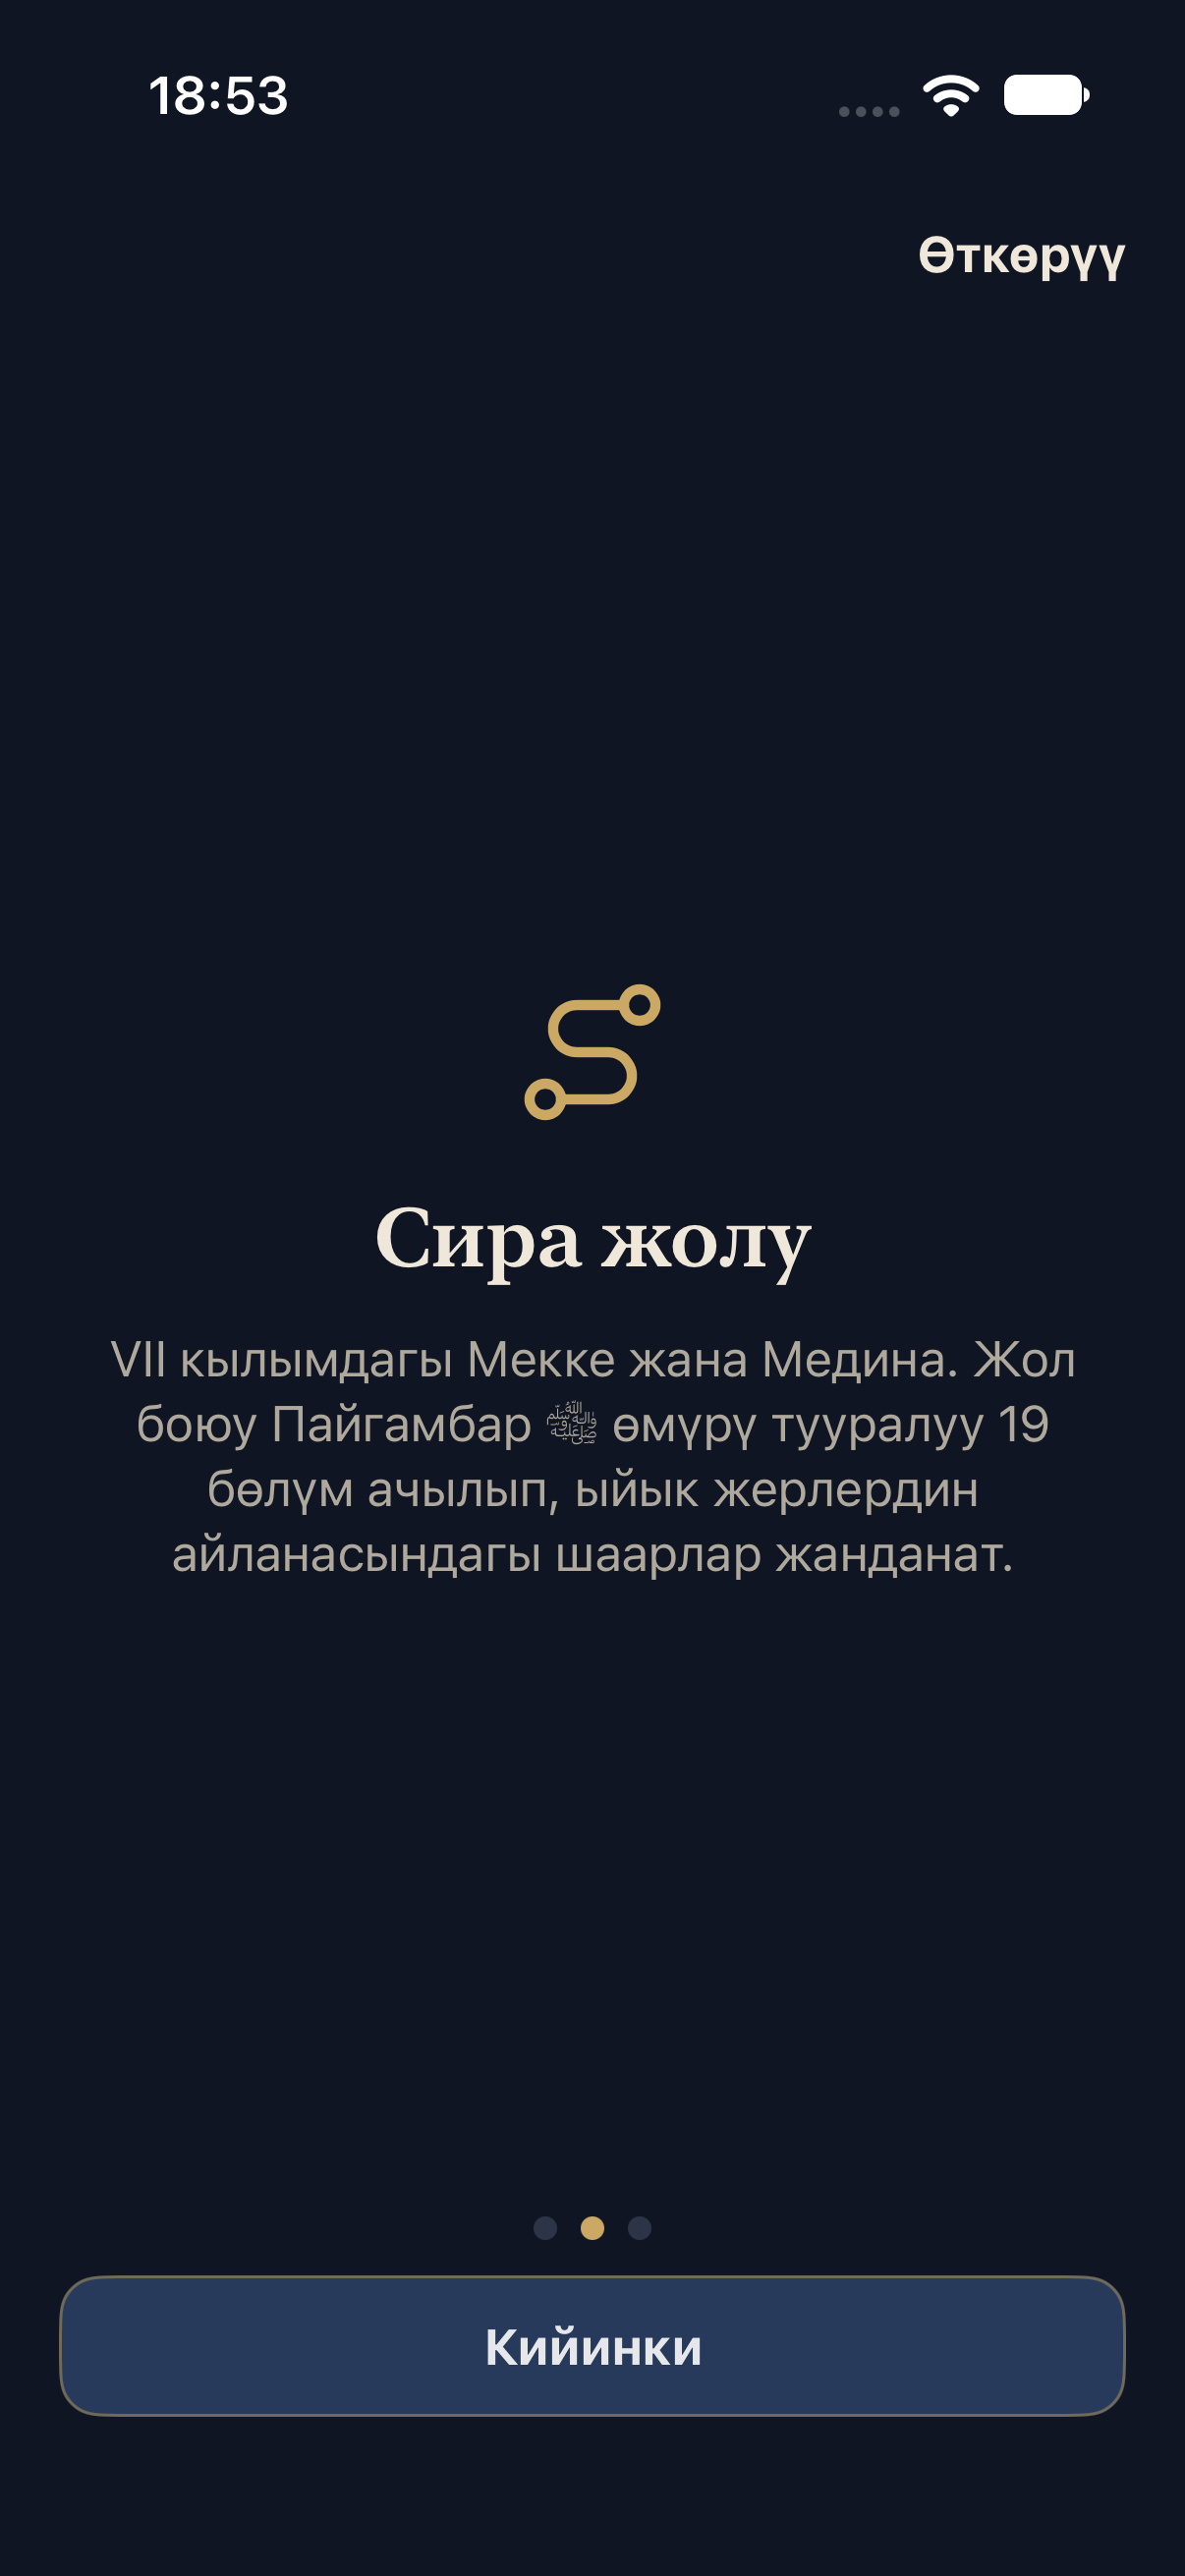 18:53
Өткөрүү
Сира жолу
VII кылымдагы Мекке жана Медина. Жол
боюу Пайгамбар ﷺ өмүрү тууралуу 19
бөлүм ачылып, ыйык жерлердин
айланасындагы шаарлар жанданат.
Кийинки